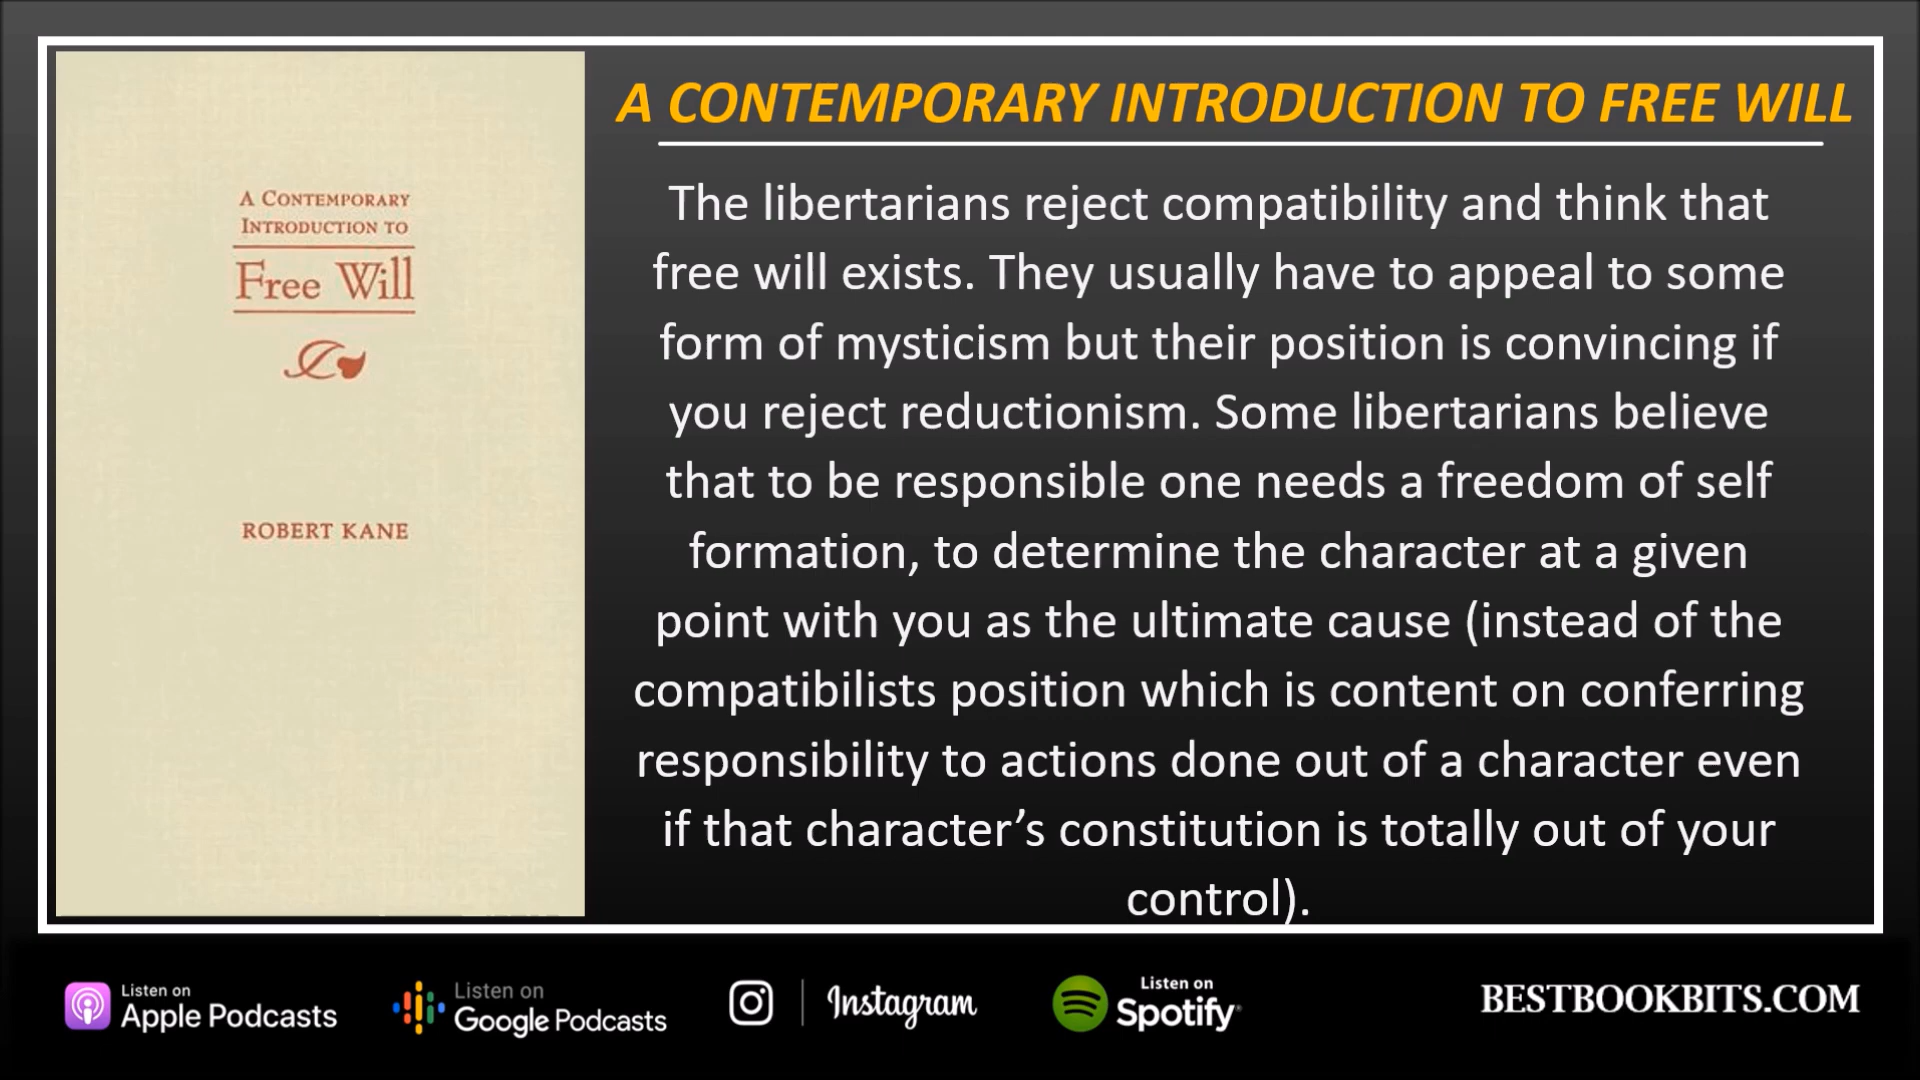 A CONTEMPORARY
INTRODUCTION TO
Free Will
ROBERT KANE
A CONTEMPORARY INTRODUCTION TO FREE WILL
The libertarians reject compatibility and think that
free will exists. They usually have to appeal to some
form of mysticism but their position is convincing if
you reject reductionism. Some libertarians believe
that to be responsible one needs a freedom of self
formation, to determine the character at a given
point with you as the ultimate cause (instead of the
compatibilists position which is content on conferring
responsibility to actions done out of a character even
if that character’s constitution is totally out of your
control).
Listen on
Apple Podcasts
Listen on
Google Podcasts
Instagram
Listen on
Spotify
BESTBOOKBITS.COM